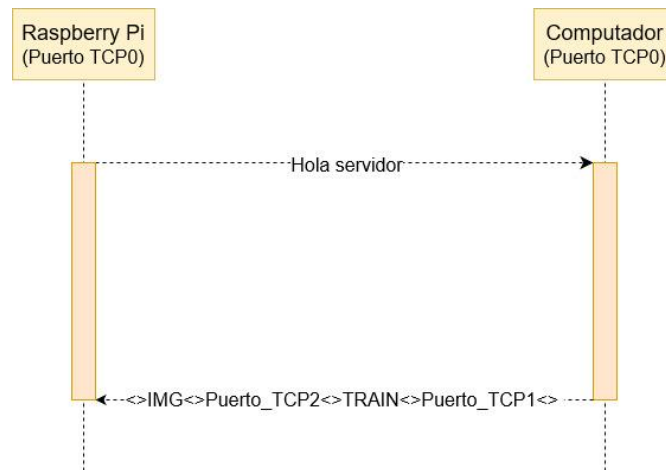 Raspberry Pi
(Puerto TCP0)
Computador
(Puerto TCP0)
Hola servidor
<>IMG<>Puerto_TCP2<>TRAIN<>Puerto_TCP1<>